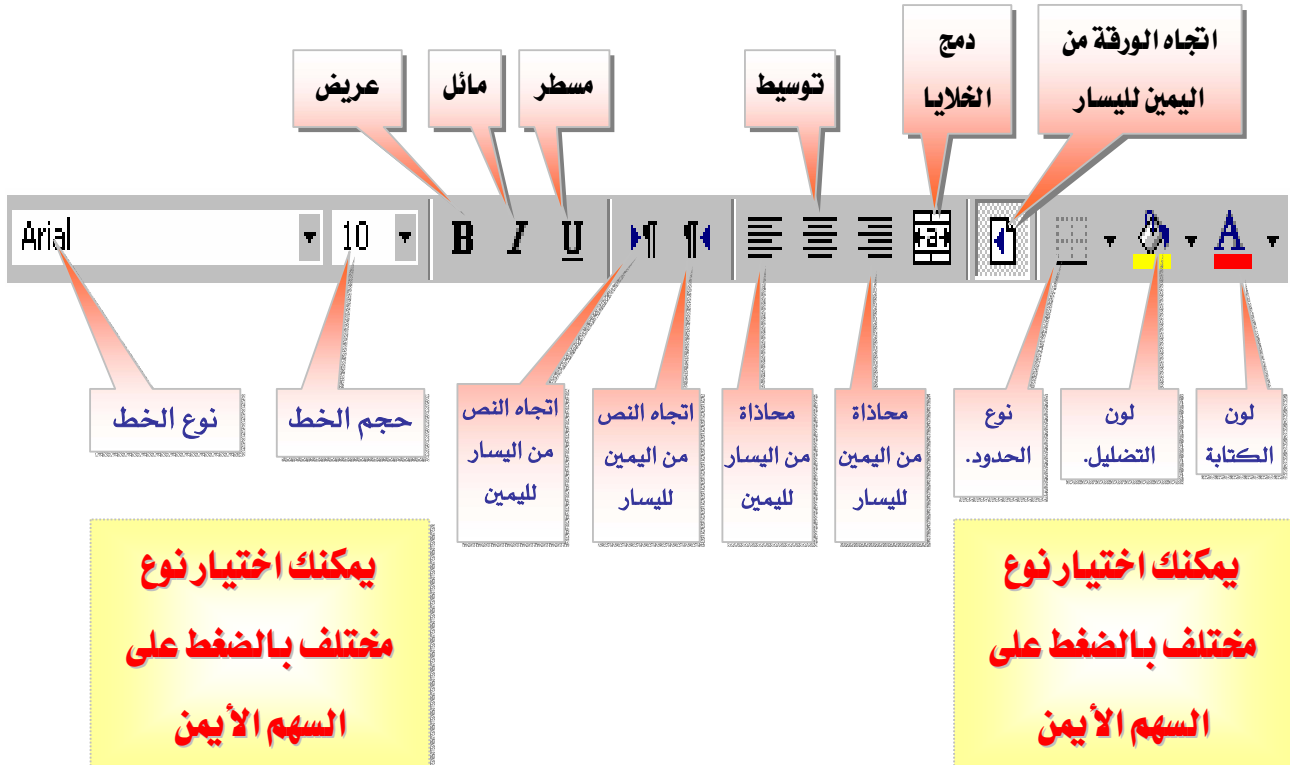 اتجاه الورقة من
اليمين لليسار
دمج
الخلايا
توسيط
مسطر
مائل
عريض
Arial
10
B
I
U
a
A
لون
الكتابة
لون
التضليل.
نوع
الحدود.
محاذاة
من اليمين
لليسار
محاذاة
من اليسار
لليمين
اتجاه النص
من اليمين
لليسار
اتجاه النص
من اليسار
لليمين
حجم الخط
نوع الخط
يمكنك اختيار نوع
مختلف بالضغط على
السهم الأيمن
يمكنك اختيار نوع
مختلف بالضغط على
السهم الأيمن